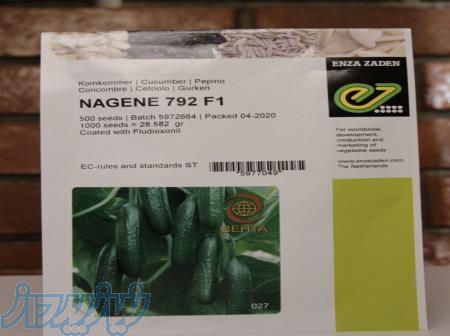 Komkommer | Cucumber | Pepino
Concombre | Cetriolo | Gurken
NAGENE 792 F1
500 seeds | Batch 5972664 | Packed 04-2020
1000 seeds = 28.582 gr
Coated with Fludioxonil
EC-rules and standards ST
*5977049*
ENZA ZADEN
For worldwide
development,
production and
marketing of
vegetable seeds
www.enzazaden.com
The Netherlands
BEHTA
027
نیازپرداز